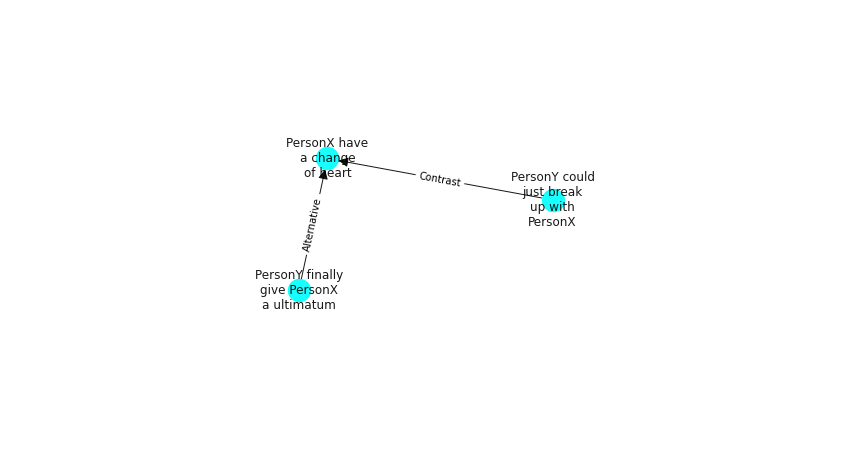 PersonX have
a change
of heart
Contrast
PersonY could
just break
up with
PersonX
Alternative
PersonY finally
give PersonX
a ultimatum